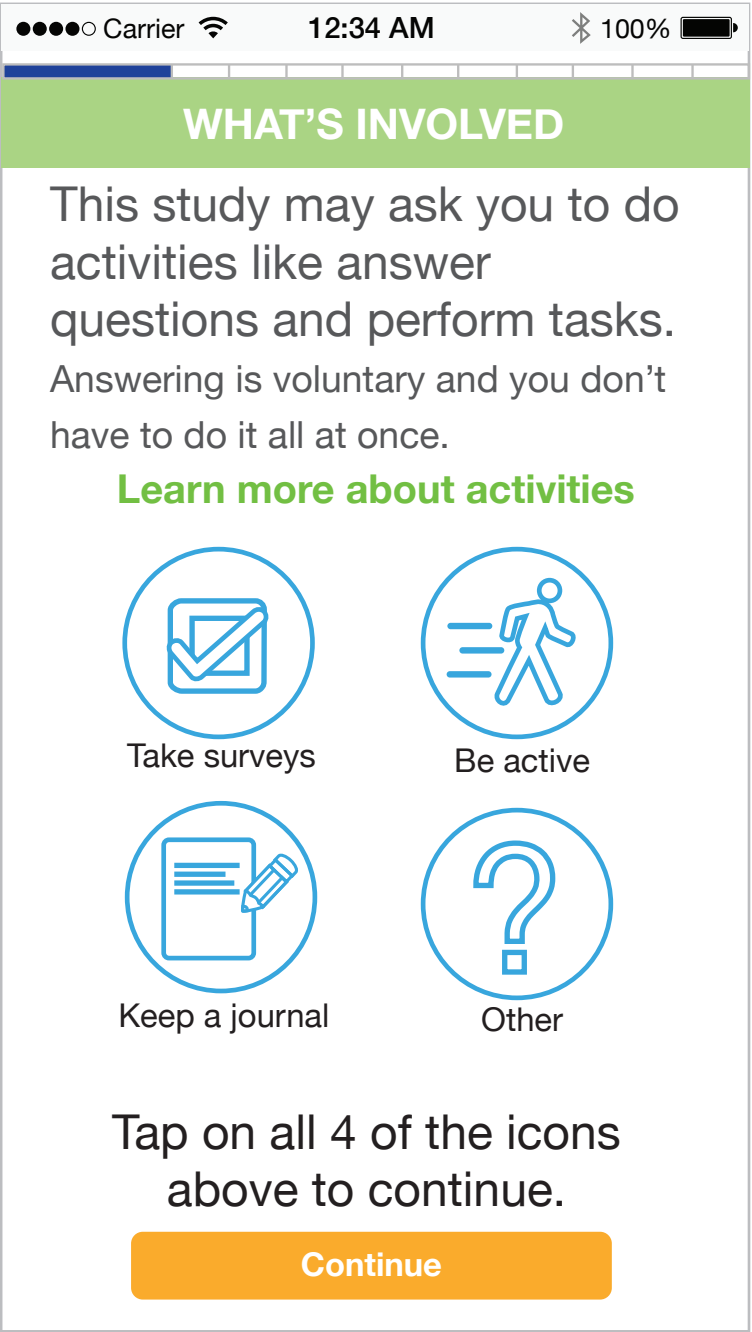 Carrier 12:34 AM 100%
WHAT’S INVOLVED
This study may ask you to do
activities like answer
questions and perform tasks.
Answering is voluntary and you don’t
have to do it all at once.
Learn more about activities
Take surveys
Be active
Keep a journal
Other
Tap on all 4 of the icons
above to continue.
Continue